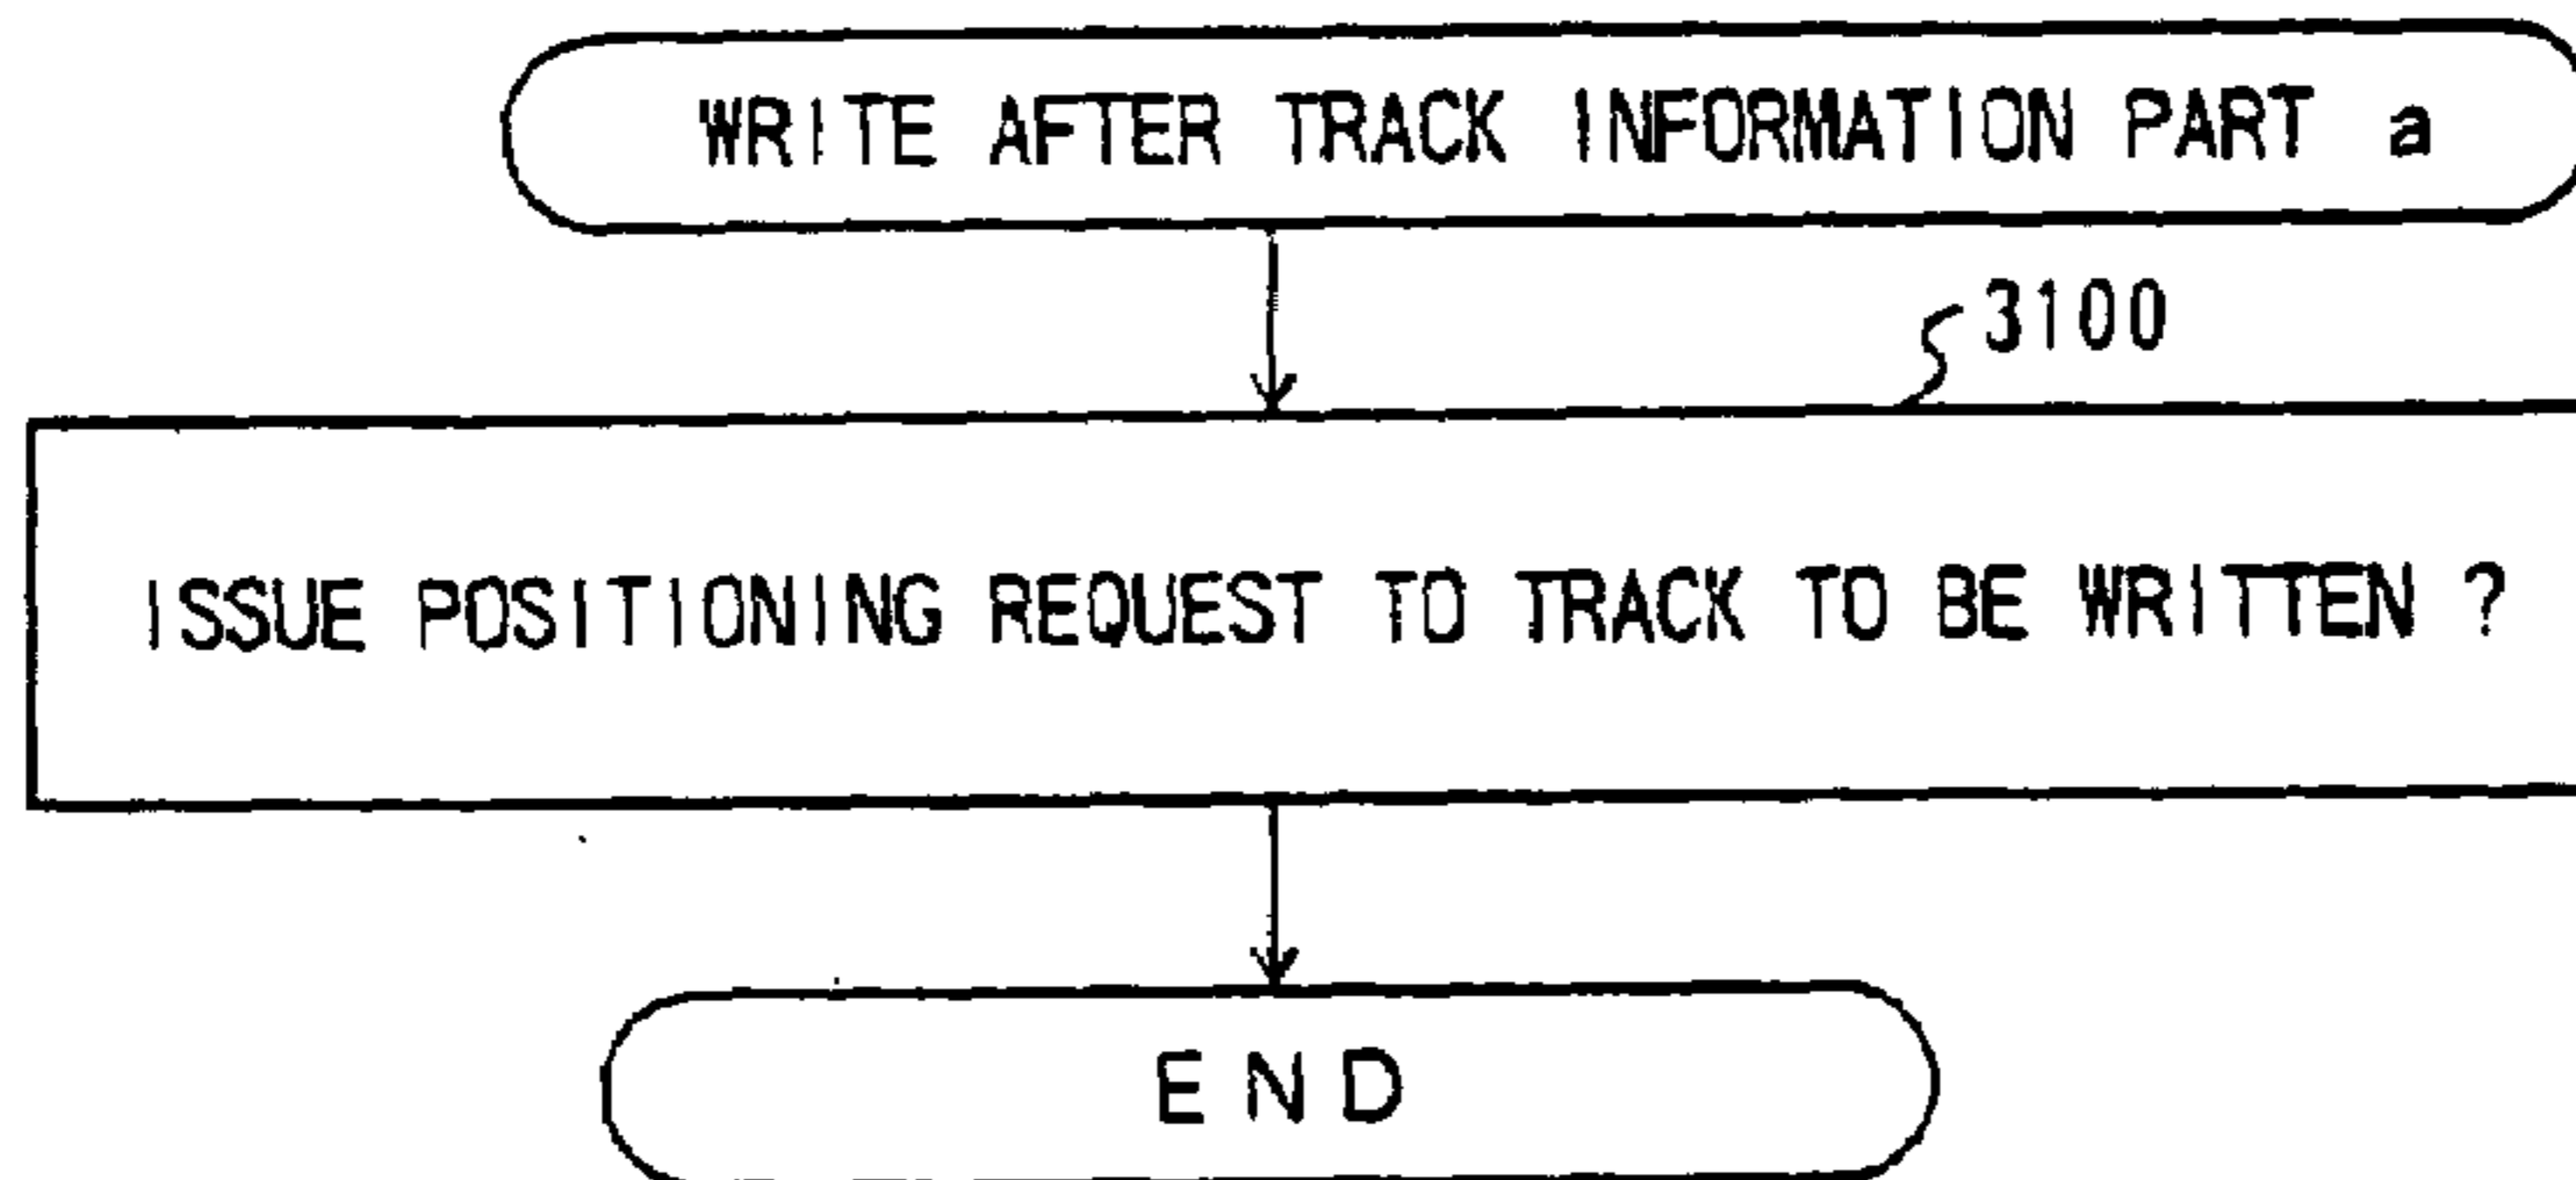 WRITE AFTER TRACK INFORMATION PART a
3100
ISSUE POSITIONING REQUEST TO TRACK TO BE WRITTEN ?
END